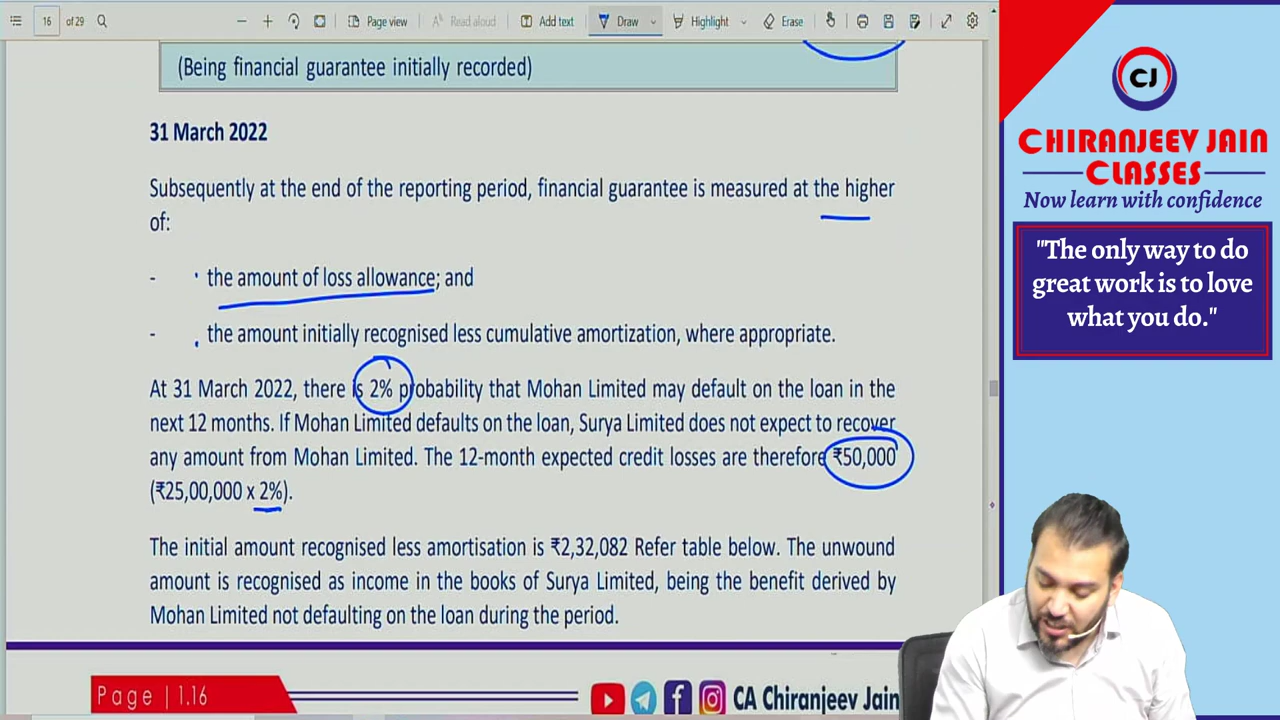 16 of 29
Page view
Read aloud
Add text
Draw
Highlight
Erase
(Being financial guarantee initially recorded)
31 March 2022
Subsequently at the end of the reporting period, financial guarantee is measured at the higher
of:
- the amount of loss allowance; and
- the amount initially recognised less cumulative amortization, where appropriate.
At 31 March 2022, there is 2% probability that Mohan Limited may default on the loan in the
next 12 months. If Mohan Limited defaults on the loan, Surya Limited does not expect to recover
any amount from Mohan Limited. The 12-month expected credit losses are therefore ₹50,000
(₹25,00,000 x 2%).
The initial amount recognised less amortisation is ₹2,32,082 Refer table below. The unwound
amount is recognised as income in the books of Surya Limited, being the benefit derived by
Mohan Limited not defaulting on the loan during the period.
Page | 1.16
CA Chiranjeev Jain
CJ
CHIRANJEEV JAIN
CLASSES
Now learn with confidence
"The only way to do
great work is to love
what you do."